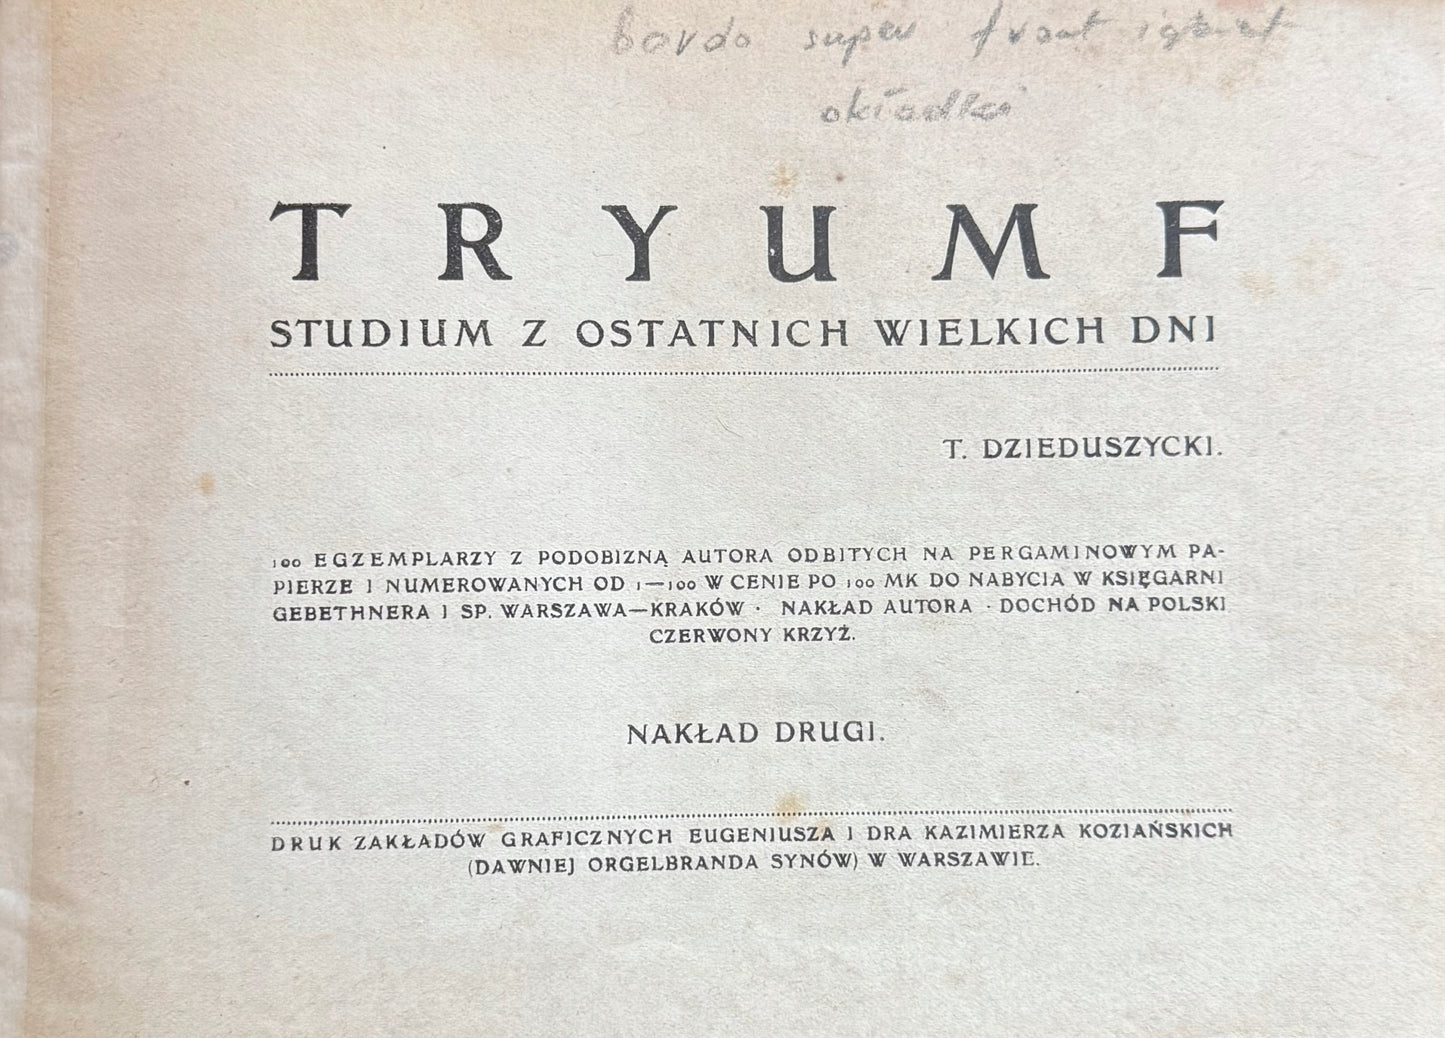 bordo super front i grzbiet
okładki
TRYUMF
STUDIUM Z OSTATNICH WIELKICH DNI
T. DZIEDUSZYCKI.
100 EGZEMPLARZY Z PODOBIZNĄ AUTORA ODBITYCH NA PERGAMINOWYM PA-
PIERZE I NUMEROWANYCH OD 1—100 W CENIE PO 100 MK DO NABYCIA W KSIĘGARNI
GEBETHNERA I SP. WARSZAWA—KRAKÓW · NAKŁAD AUTORA · DOCHÓD NA POLSKI
CZERWONY KRZYŻ.
NAKŁAD DRUGI.
DRUK ZAKŁADÓW GRAFICZNYCH EUGENIUSZA I DRA KAZIMIERZA KOZIAŃSKICH
(DAWNIEJ ORGELBRANDA SYNÓW) W WARSZAWIE.